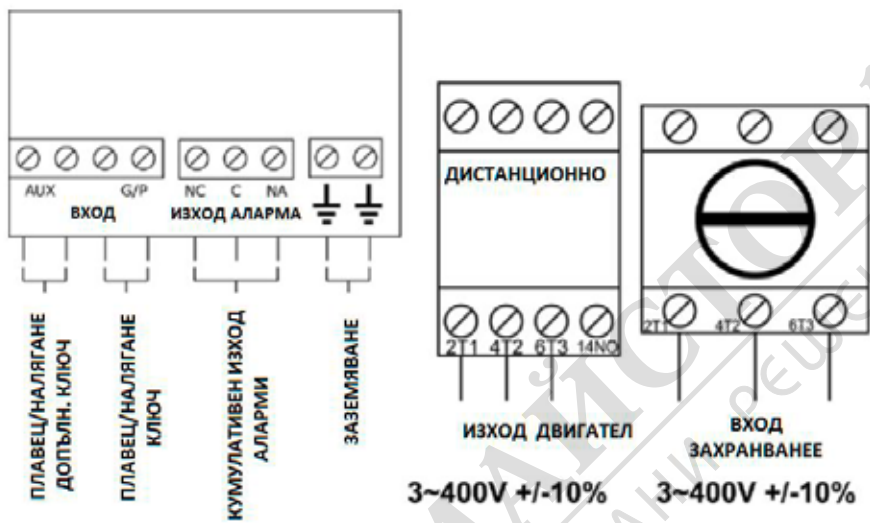 AUX
G/P
NC C NA
ВХОД
ИЗХОД АЛАРМА
ПЛАВЕЦ/НАЛЯГАНЕ
ДОПЪЛН. КЛЮЧ
ПЛАВЕЦ/НАЛЯГАНЕ
КЛЮЧ
КУМУЛАТИВЕН ИЗХОД
АЛАРМИ
ЗАЗЕМЯВАНЕ
ДИСТАНЦИОННО
2T1 4T2 6T3 14NO
ИЗХОД ДВИГАТЕЛ
3~400V +/-10%
2T1 4T2 6T3
ВХОД
ЗАХРАНВАНЕЕ
3~400V +/-10%